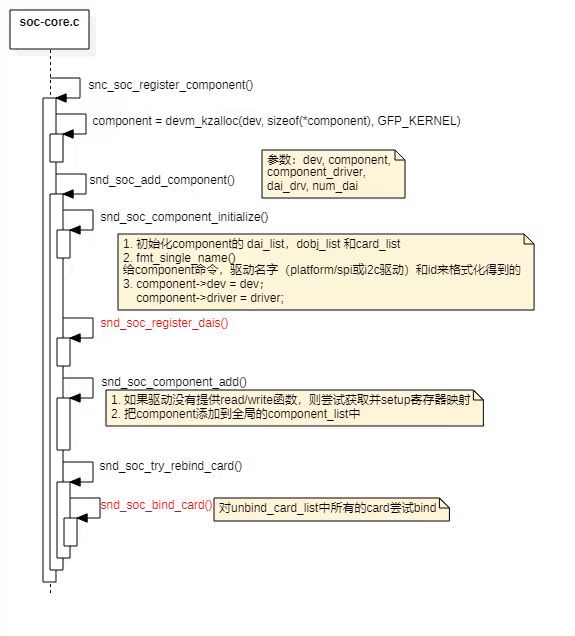 soc-core.c
snc_soc_register_component()
component = devm_kzalloc(dev, sizeof(*component), GFP_KERNEL)
参数：dev, component,
component_driver,
dai_drv, num_dai
snd_soc_add_component()
snd_soc_component_initialize()
1. 初始化component的 dai_list，dobj_list 和card_list
2. fmt_single_name()
给component命令，驱动名字（platform/spi或i2c驱动）和id来格式化得到的
3. component->dev = dev；
component->driver = driver;
snd_soc_register_dais()
snd_soc_component_add()
1. 如果驱动没有提供read/write函数，则尝试获取并setup寄存器映射
2. 把component添加到全局的component_list中
snd_soc_try_rebind_card()
snd_soc_bind_card()
对unbind_card_list中所有的card尝试bind